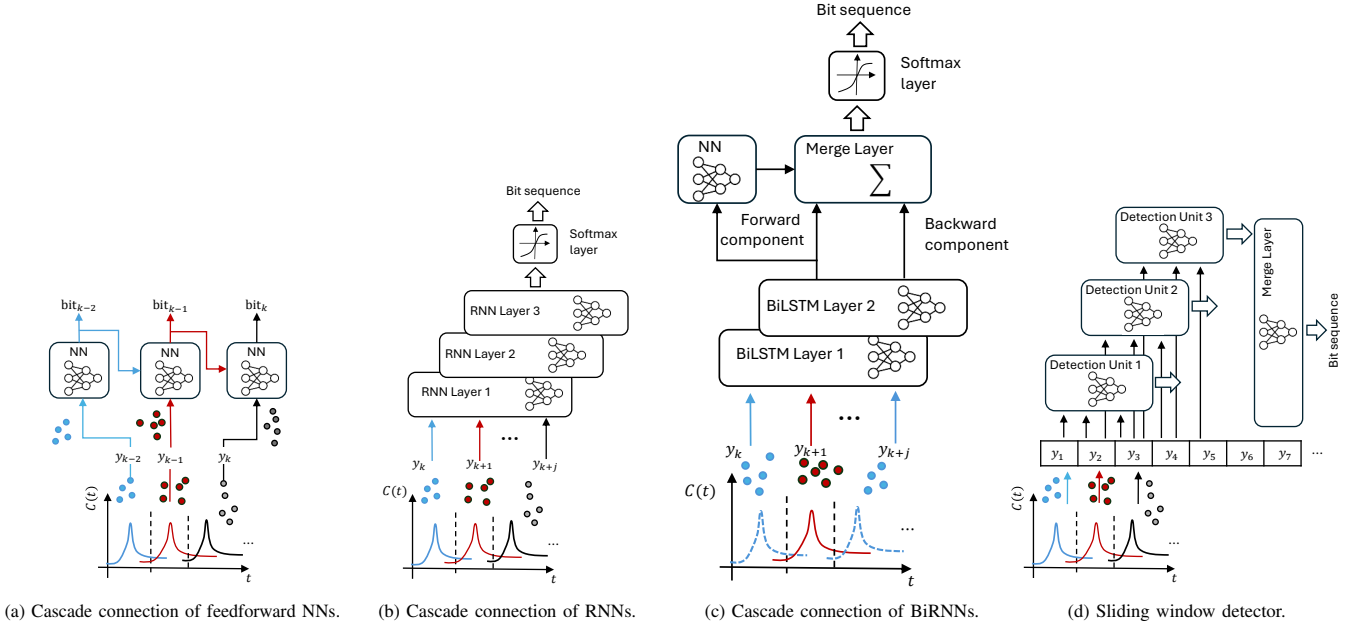 bit_{k-2}
bit_{k-1}
bit_k
NN
NN
NN
y_{k-2}
y_{k-1}
y_k
C(t)
...
t
(a) Cascade connection of feedforward NNs.
Bit sequence
Softmax
layer
RNN Layer 3
RNN Layer 2
RNN Layer 1
...
y_k
y_{k+1}
y_{k+j}
C(t)
...
t
(b) Cascade connection of RNNs.
Bit sequence
Softmax
layer
NN
Merge Layer
∑
Forward
component
Backward
component
BiLSTM Layer 2
BiLSTM Layer 1
...
y_k
y_{k+1}
y_{k+j}
C(t)
...
t
(c) Cascade connection of BiRNNs.
Detection Unit 3
Detection Unit 2
Detection Unit 1
Merge Layer
Bit sequence
y_1 y_2 y_3 y_4 y_5 y_6 y_7 ...
C(t)
...
t
(d) Sliding window detector.